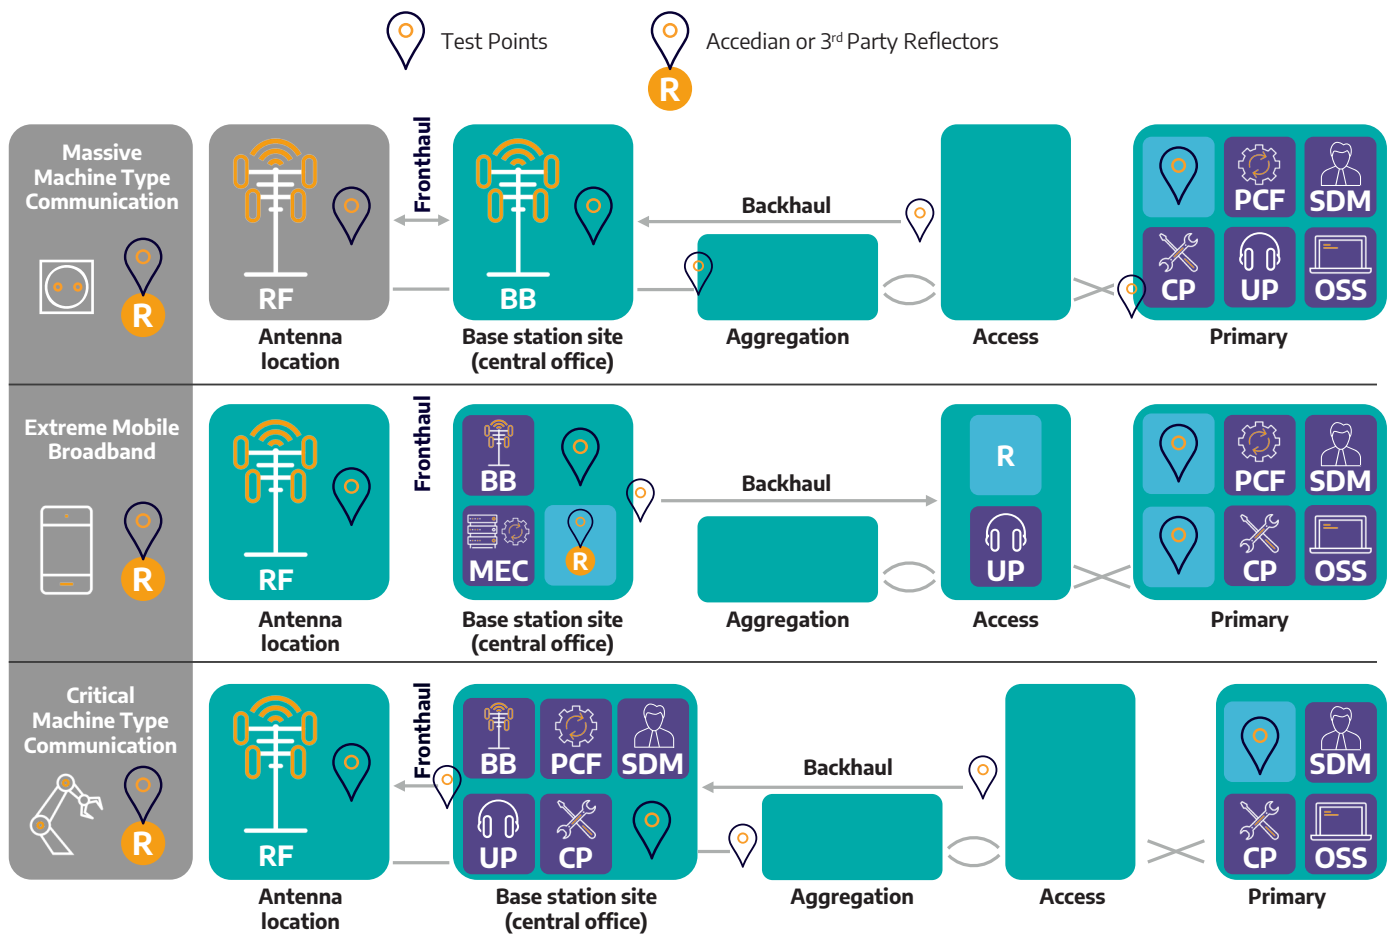 Test Points
Accedian or 3rd Party Reflectors
R
Massive
Machine Type
Communication
R
RF
Antenna
location
Fronthaul
BB
Base station site
(central office)
Backhaul
Aggregation
Access
PCF
SDM
CP
UP
OSS
Primary
Extreme Mobile
Broadband
R
RF
Antenna
location
Fronthaul
BB
MEC
R
Base station site
(central office)
Backhaul
Aggregation
R
UP
Access
PCF
SDM
CP
OSS
Primary
Critical
Machine Type
Communication
R
RF
Antenna
location
Fronthaul
BB
PCF
SDM
UP
CP
Base station site
(central office)
Backhaul
Aggregation
Access
SDM
CP
OSS
Primary